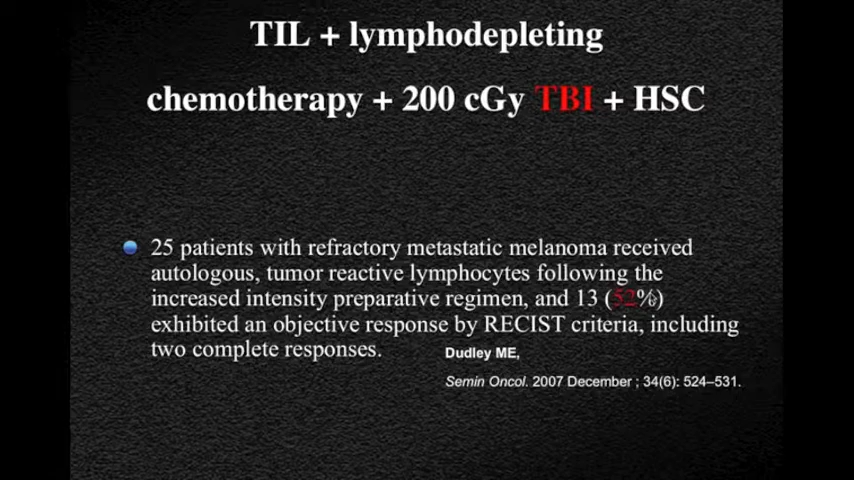 TIL + lymphodepleting
chemotherapy + 200 cGy TBI + HSC
25 patients with refractory metastatic melanoma received
autologous, tumor reactive lymphocytes following the
increased intensity preparative regimen, and 13 (52%)
exhibited an objective response by RECIST criteria, including
two complete responses.
Dudley ME,
Semin Oncol. 2007 December ; 34(6): 524–531.